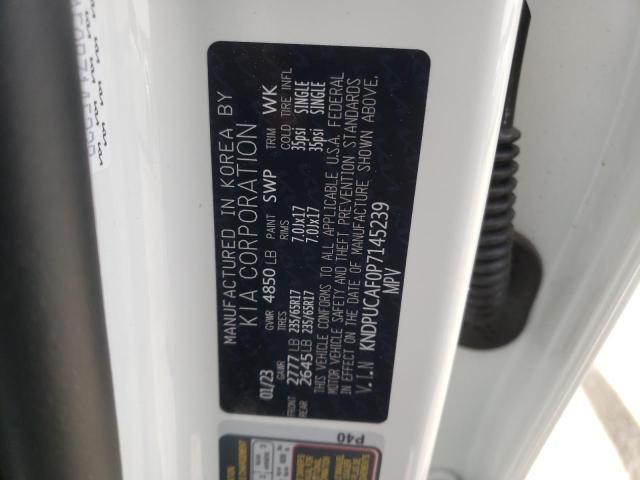 MANUFACTURED IN KOREA BY
KIA CORPORATION
01/23 GVWR 4850 LB PAINT SWP TRIM WK
GAWR TIRES RIMS COLD TIRE INFL
FRONT 2777 LB 235/65R17 7.0Jx17 35psi SINGLE
REAR 2645 LB 235/65R17 7.0Jx17 35psi SINGLE
THIS VEHICLE CONFORMS TO ALL APPLICABLE U.S.A. FEDERAL
MOTOR VEHICLE SAFETY AND THEFT PREVENTION STANDARDS
IN EFFECT ON THE DATE OF MANUFACTURE SHOWN ABOVE.
V.I.N KNDPUCAF0P7145239
MPV
P40